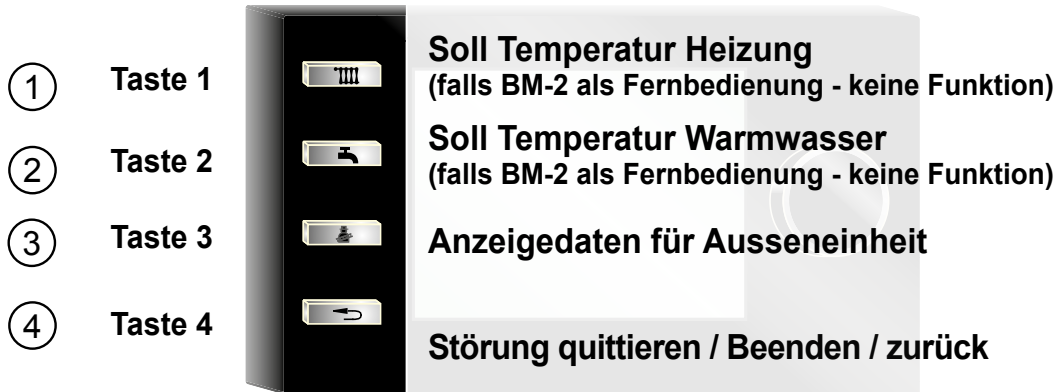 1 Taste 1 Soll Temperatur Heizung
(falls BM-2 als Fernbedienung - keine Funktion)
2 Taste 2 Soll Temperatur Warmwasser
(falls BM-2 als Fernbedienung - keine Funktion)
3 Taste 3 Anzeigedaten für Ausseneinheit
4 Taste 4
Störung quittieren / Beenden / zurück